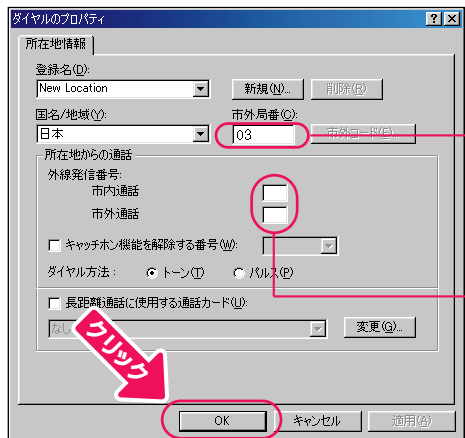 ダイヤルのプロパティ
所在地情報
登録名(D):
New Location
新規(N)...
削除(R)
国名/地域(Y):
市外局番(C):
日本
03
市外コード(E)...
所在地からの通話
外線発信番号:
市内通話
市外通話
キャッチホン機能を解除する番号(W):
ダイヤル方法:
トーン(T)
パルス(P)
長距離通話に使用する通話カード(U):
変更(G)...
クリック
OK
キャンセル
適用(A)